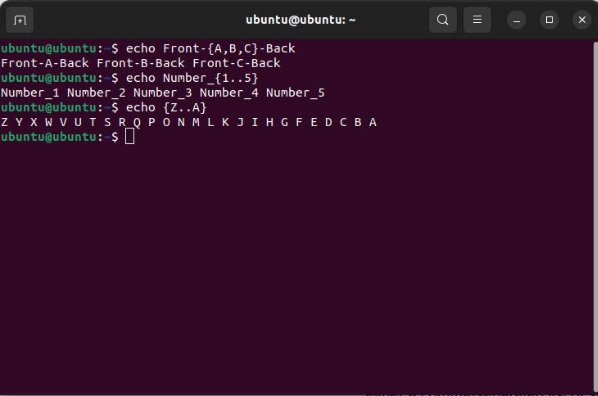 ubuntu@ubuntu: ~
ubuntu@ubuntu:~$ echo Front-{A,B,C}-Back
Front-A-Back Front-B-Back Front-C-Back
ubuntu@ubuntu:~$ echo Number_{1..5}
Number_1 Number_2 Number_3 Number_4 Number_5
ubuntu@ubuntu:~$ echo {Z..A}
Z Y X W V U T S R Q P O N M L K J I H G F E D C B A
ubuntu@ubuntu:~$